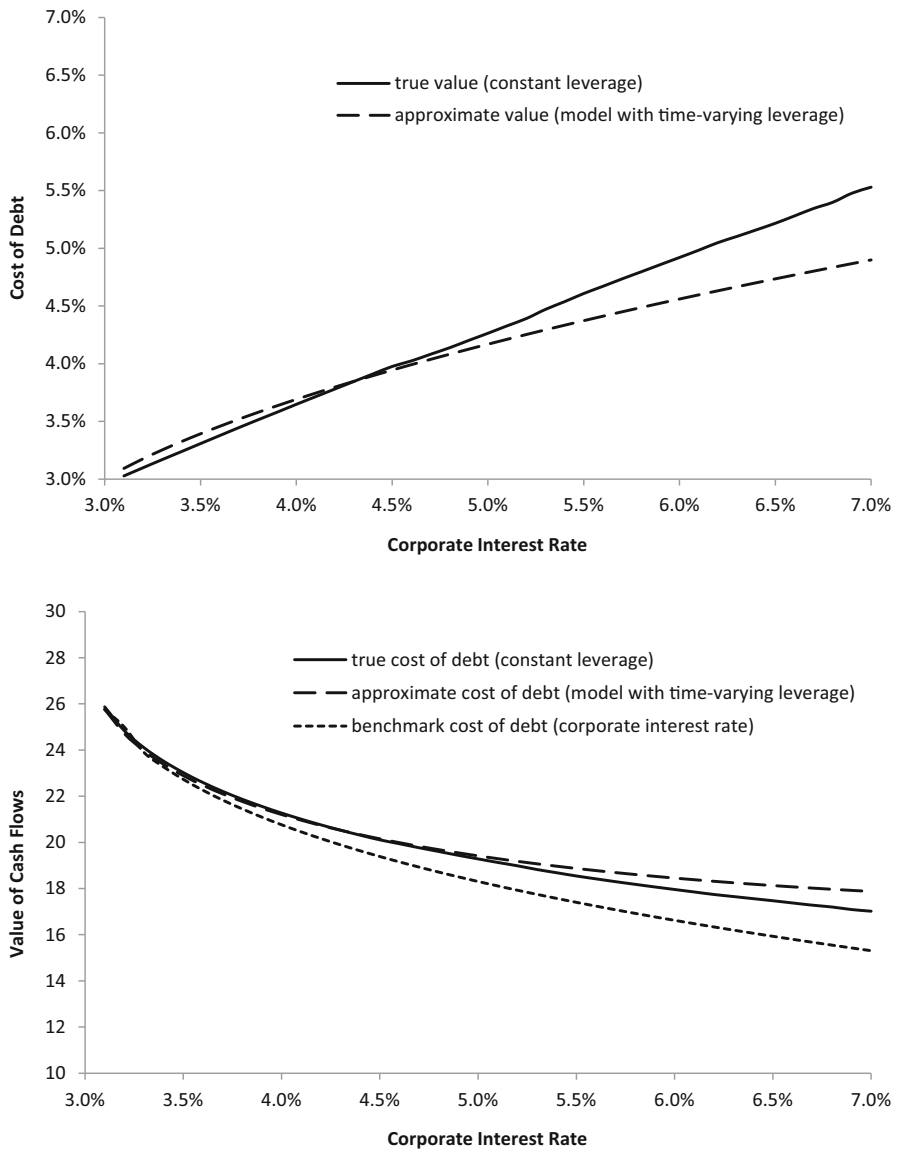 7.0%
6.5%
6.0%
5.5%
5.0%
4.5%
4.0%
3.5%
3.0%
Cost of Debt
true value (constant leverage)
approximate value (model with time-varying leverage)
3.0% 3.5% 4.0% 4.5% 5.0% 5.5% 6.0% 6.5% 7.0%
Corporate Interest Rate
30
28
26
24
22
20
18
16
14
12
10
Value of Cash Flows
true cost of debt (constant leverage)
approximate cost of debt (model with time-varying leverage)
benchmark cost of debt (corporate interest rate)
3.0% 3.5% 4.0% 4.5% 5.0% 5.5% 6.0% 6.5% 7.0%
Corporate Interest Rate